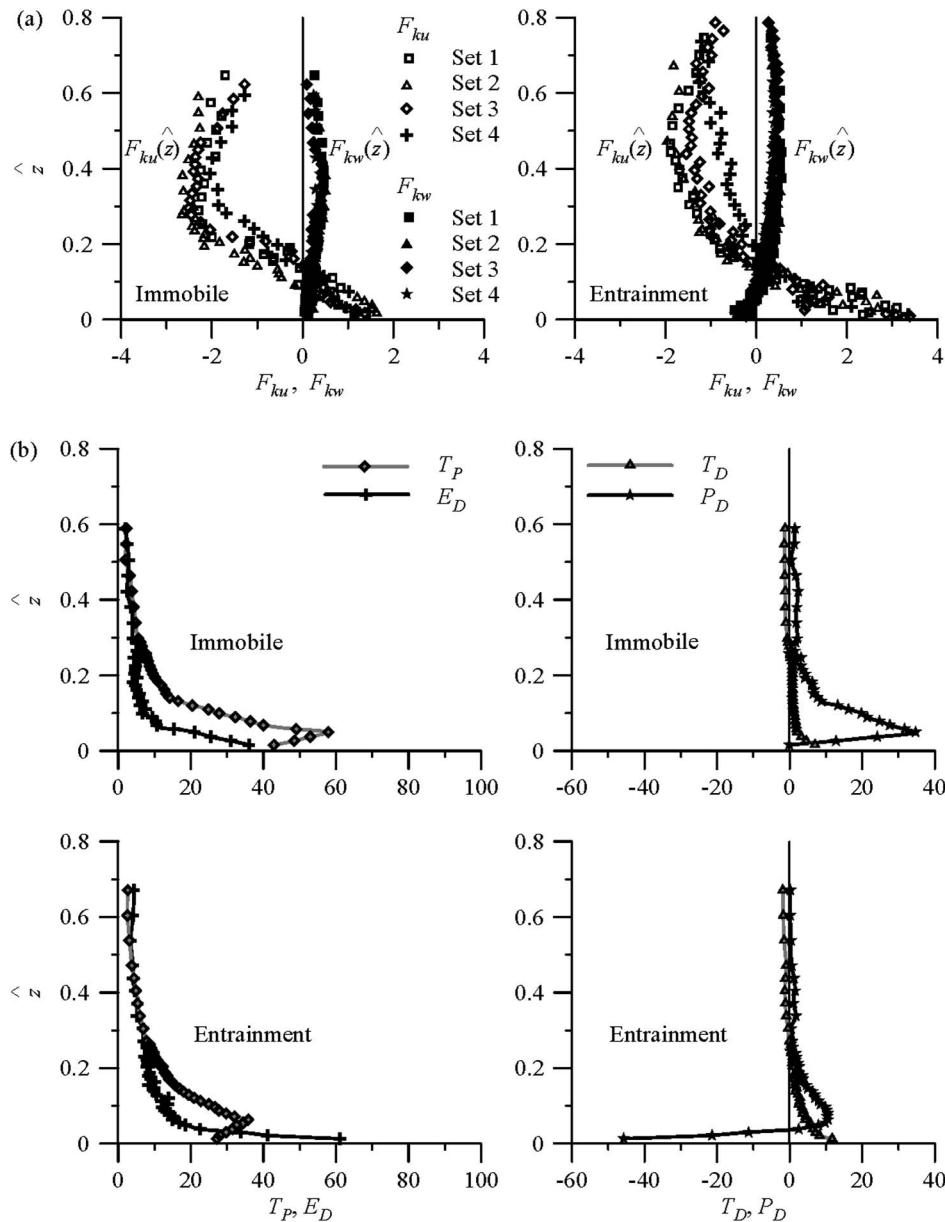 (a)
0.8
0.6
0.4
0.2
0
ẑ
F_ku
Set 1
Set 2
Set 3
Set 4
F_kw
Set 1
Set 2
Set 3
Set 4
F_ku(ẑ)
F_kw(ẑ)
Immobile
-4 -2 0 2 4
F_ku, F_kw
0.8
0.6
0.4
0.2
0
F_ku(ẑ)
F_kw(ẑ)
Entrainment
-4 -2 0 2 4
F_ku, F_kw
(b)
0.8
0.6
0.4
0.2
0
ẑ
T_P
E_D
Immobile
0 20 40 60 80 100
0.8
0.6
0.4
0.2
0
T_D
P_D
Immobile
-60 -40 -20 0 20 40
0.8
0.6
0.4
0.2
0
ẑ
Entrainment
0 20 40 60 80 100
T_P, E_D
0.8
0.6
0.4
0.2
0
Entrainment
-60 -40 -20 0 20 40
T_D, P_D